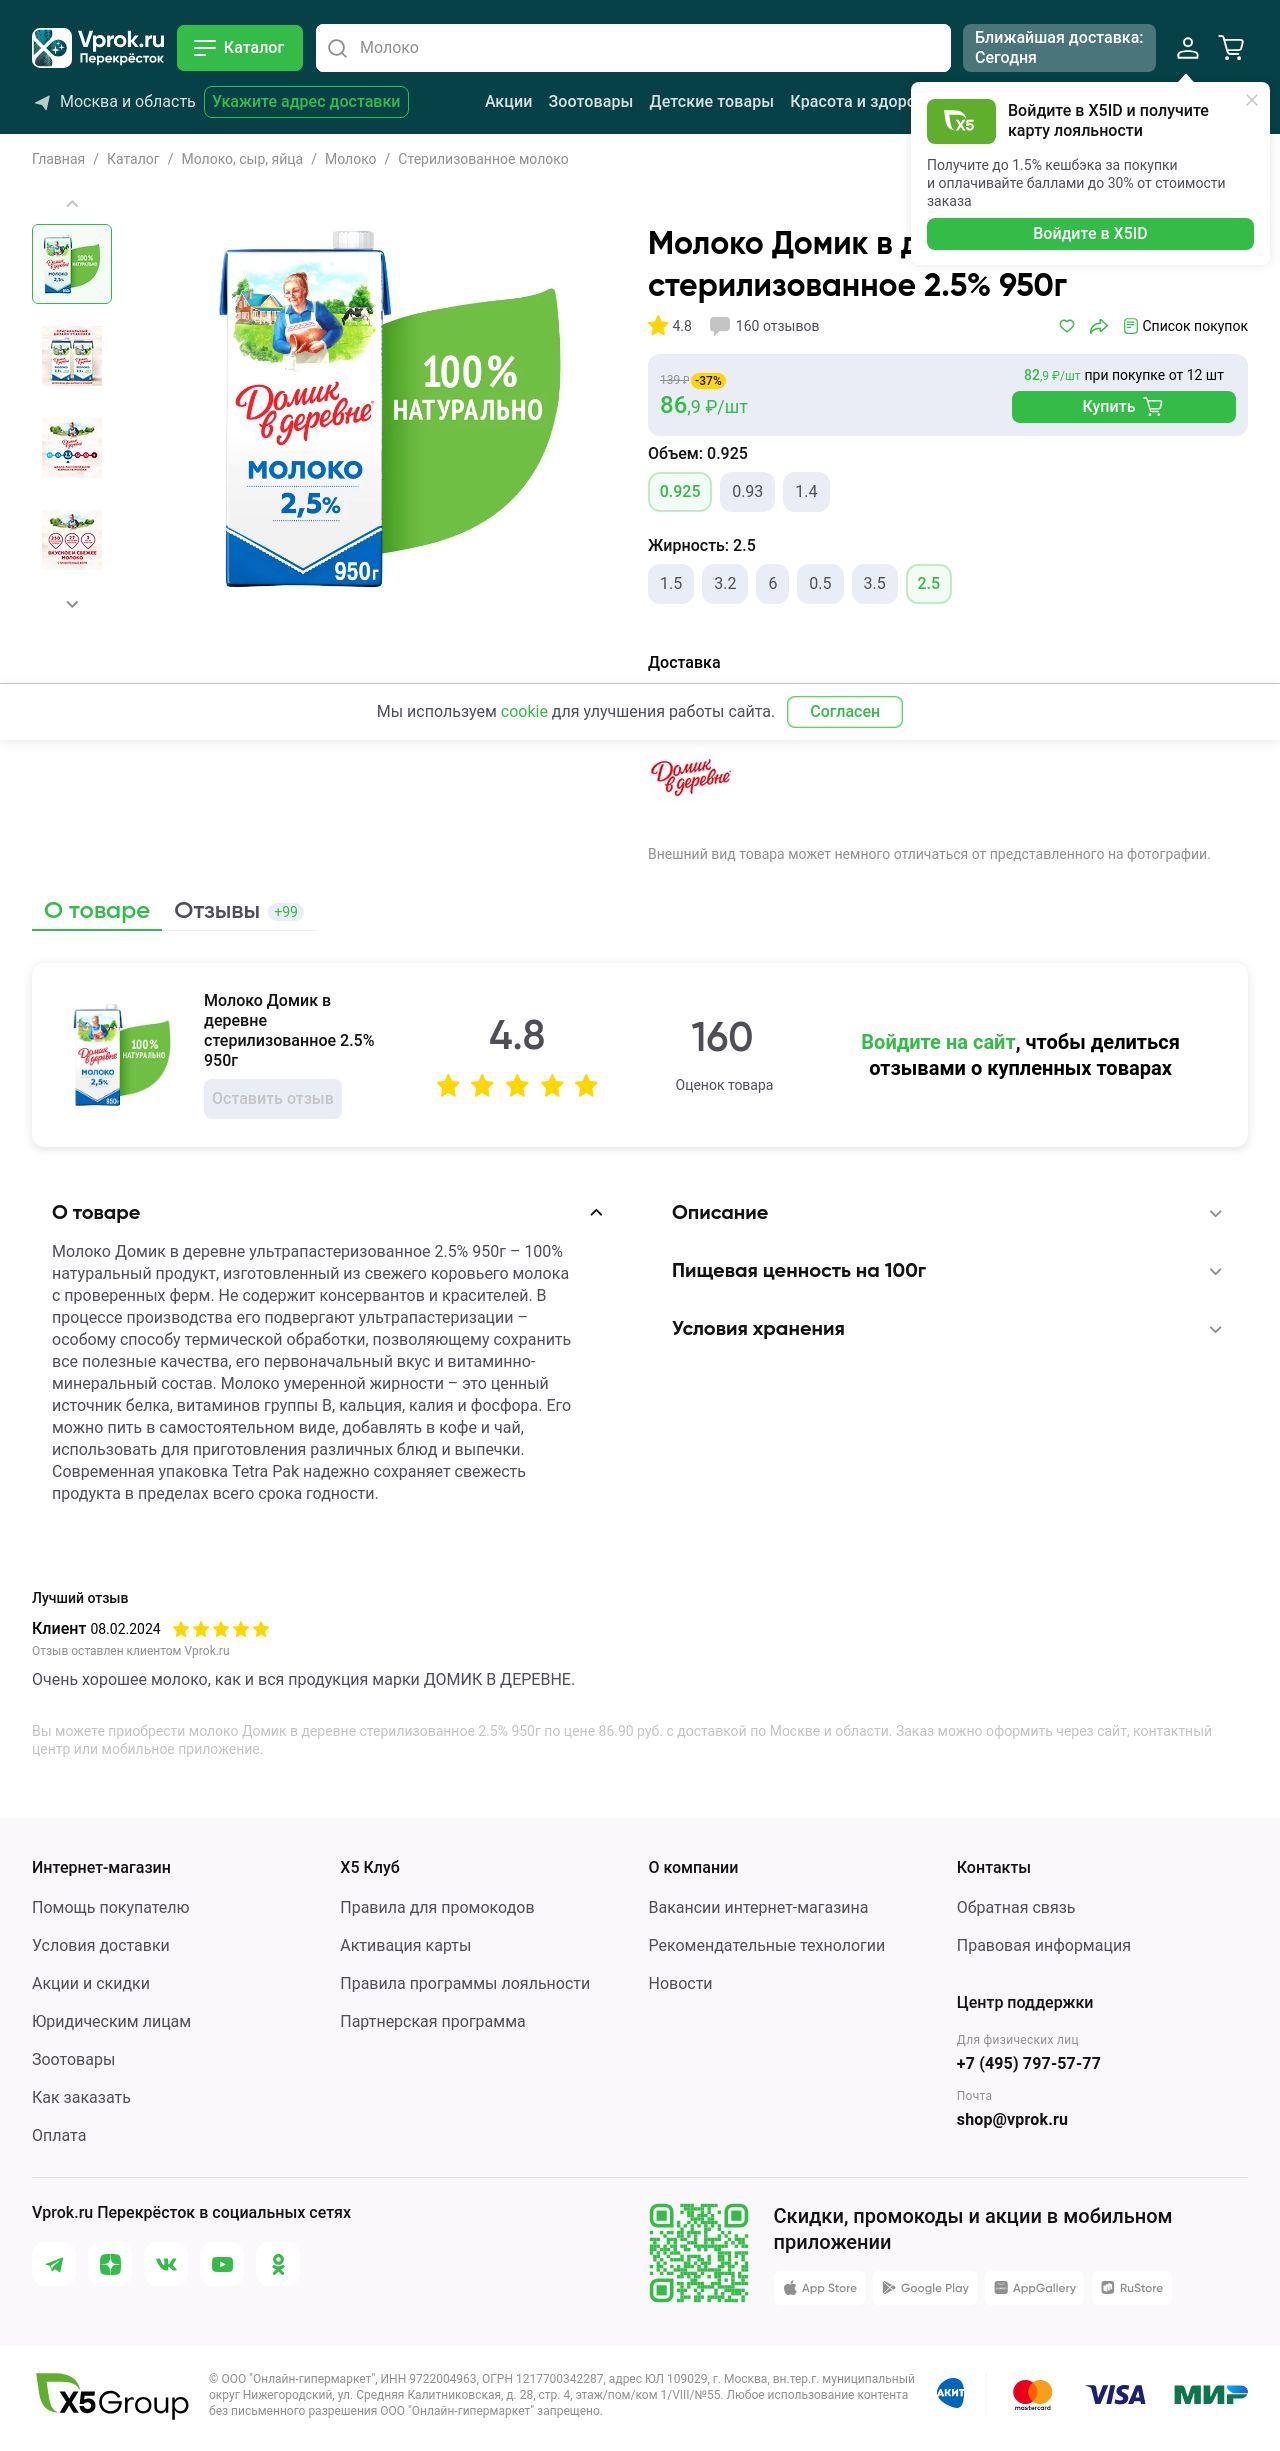 Vprok.ru
Перекрёсток
Каталог
Молоко
Ближайшая доставка:
Сегодня
Москва и область
Укажите адрес доставки
Акции
Зоотовары
Детские товары
Красота и здоро
Войдите в X5ID и получите
карту лояльности
X5
Получите до 1.5% кешбэка за покупки
и оплачивайте баллами до 30% от стоимости
заказа
Войдите в X5ID
Главная / Каталог / Молоко, сыр, яйца / Молоко / Стерилизованное молоко
Домик
в деревне
МОЛОКО
2,5%
950г
100%
НАТУРАЛЬНО
Молоко Домик в д
стерилизованное 2.5% 950г
4.8
160 отзывов
Список покупок
139 ₽ -37%
86,9 ₽/шт
82,9 ₽/шт при покупке от 12 шт
Купить
Объем: 0.925
0.925
0.93
1.4
Жирность: 2.5
1.5
3.2
6
0.5
3.5
2.5
Доставка
Мы используем cookie для улучшения работы сайта.
Согласен
Домик
в деревне
Внешний вид товара может немного отличаться от представленного на фотографии.
О товаре
Отзывы +99
100%
НАТУРАЛЬНО
Домик
в деревне
МОЛОКО
2,5%
950г
Молоко Домик в
деревне
стерилизованное 2.5%
950г
Оставить отзыв
4.8
160
Оценок товара
Войдите на сайт, чтобы делиться
отзывами о купленных товарах
О товаре
Молоко Домик в деревне ультрапастеризованное 2.5% 950г – 100%
натуральный продукт, изготовленный из свежего коровьего молока
с проверенных ферм. Не содержит консервантов и красителей. В
процессе производства его подвергают ультрапастеризации –
особому способу термической обработки, позволяющему сохранить
все полезные качества, его первоначальный вкус и витаминно-
минеральный состав. Молоко умеренной жирности – это ценный
источник белка, витаминов группы В, кальция, калия и фосфора. Его
можно пить в самостоятельном виде, добавлять в кофе и чай,
использовать для приготовления различных блюд и выпечки.
Современная упаковка Tetra Pak надежно сохраняет свежесть
продукта в пределах всего срока годности.
Описание
Пищевая ценность на 100г
Условия хранения
Лучший отзыв
Клиент 08.02.2024
Отзыв оставлен клиентом Vprok.ru
Очень хорошее молоко, как и вся продукция марки ДОМИК В ДЕРЕВНЕ.
Вы можете приобрести молоко Домик в деревне стерилизованное 2.5% 950г по цене 86.90 руб. с доставкой по Москве и области. Заказ можно оформить через сайт, контактный
центр или мобильное приложение.
Интернет-магазин
Помощь покупателю
Условия доставки
Акции и скидки
Юридическим лицам
Зоотовары
Как заказать
Оплата
X5 Клуб
Правила для промокодов
Активация карты
Правила программы лояльности
Партнерская программа
О компании
Вакансии интернет-магазина
Рекомендательные технологии
Новости
Контакты
Обратная связь
Правовая информация
Центр поддержки
Для физических лиц
+7 (495) 797-57-77
Почта
shop@vprok.ru
Vprok.ru Перекрёсток в социальных сетях
Скидки, промокоды и акции в мобильном
приложении
App Store
Google Play
AppGallery
RuStore
X5Group
© ООО "Онлайн-гипермаркет", ИНН 9722004963, ОГРН 1217700342287, адрес ЮЛ 109029, г. Москва, вн.тер.г. муниципальный
округ Нижегородский, ул. Средняя Калитниковская, д. 28, стр. 4, этаж/пом/ком 1/VIII/№55. Любое использование контента
без письменного разрешения ООО "Онлайн-гипермаркет" запрещено.
АКИТ
mastercard
VISA
МИР